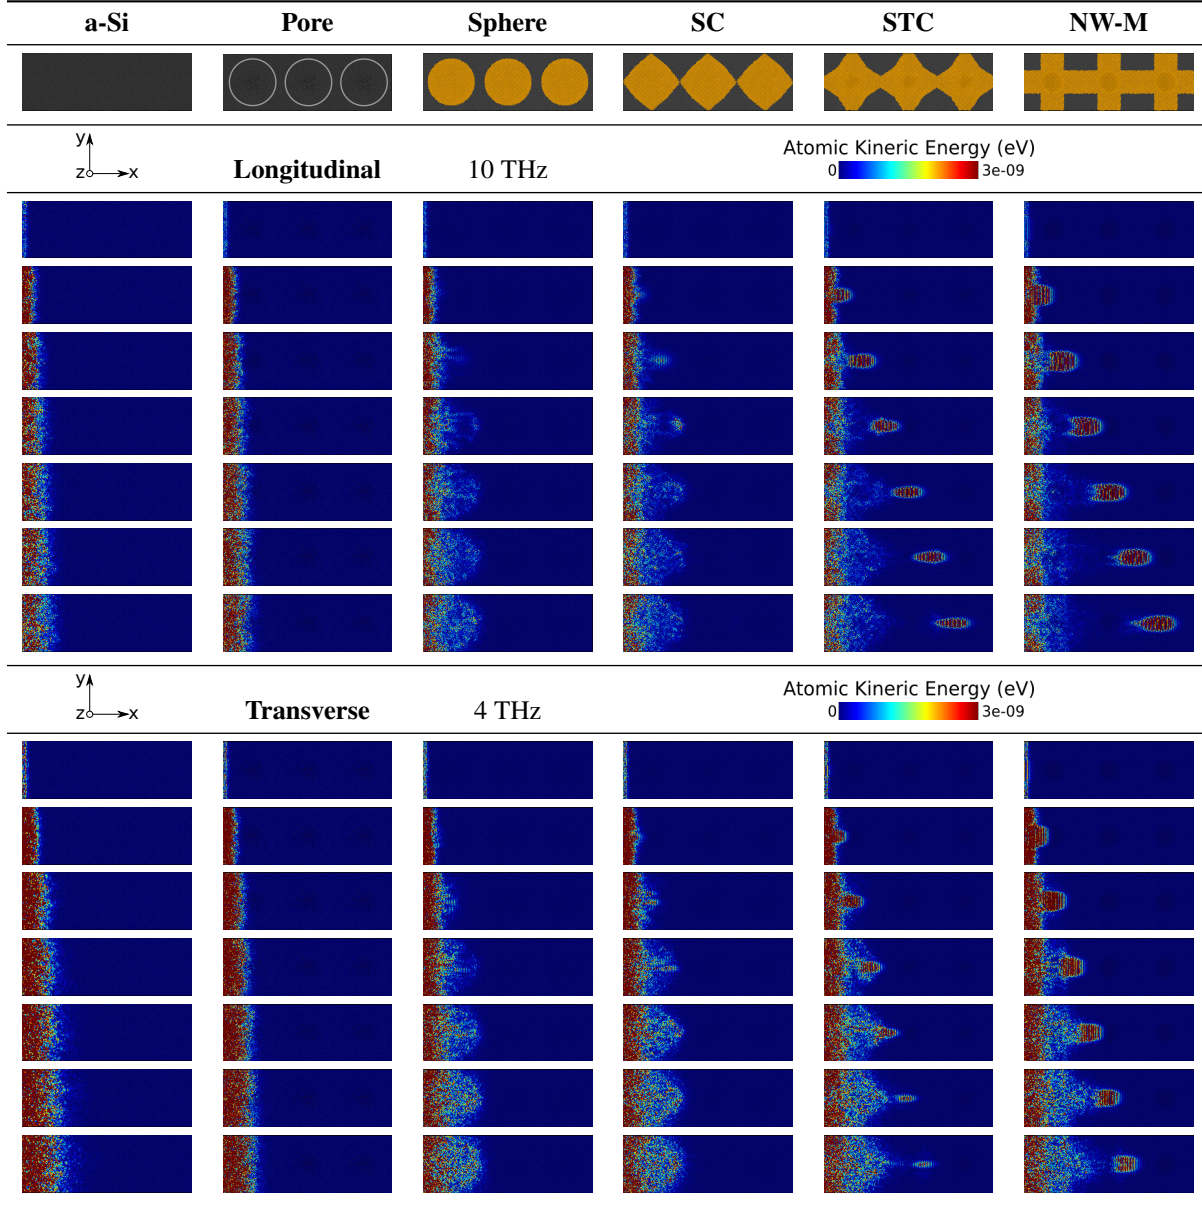 a-Si Pore Sphere SC STC NW-M
y
z x
Longitudinal 10 THz
Atomic Kineric Energy (eV)
0 3e-09
y
z x
Transverse 4 THz
Atomic Kineric Energy (eV)
0 3e-09